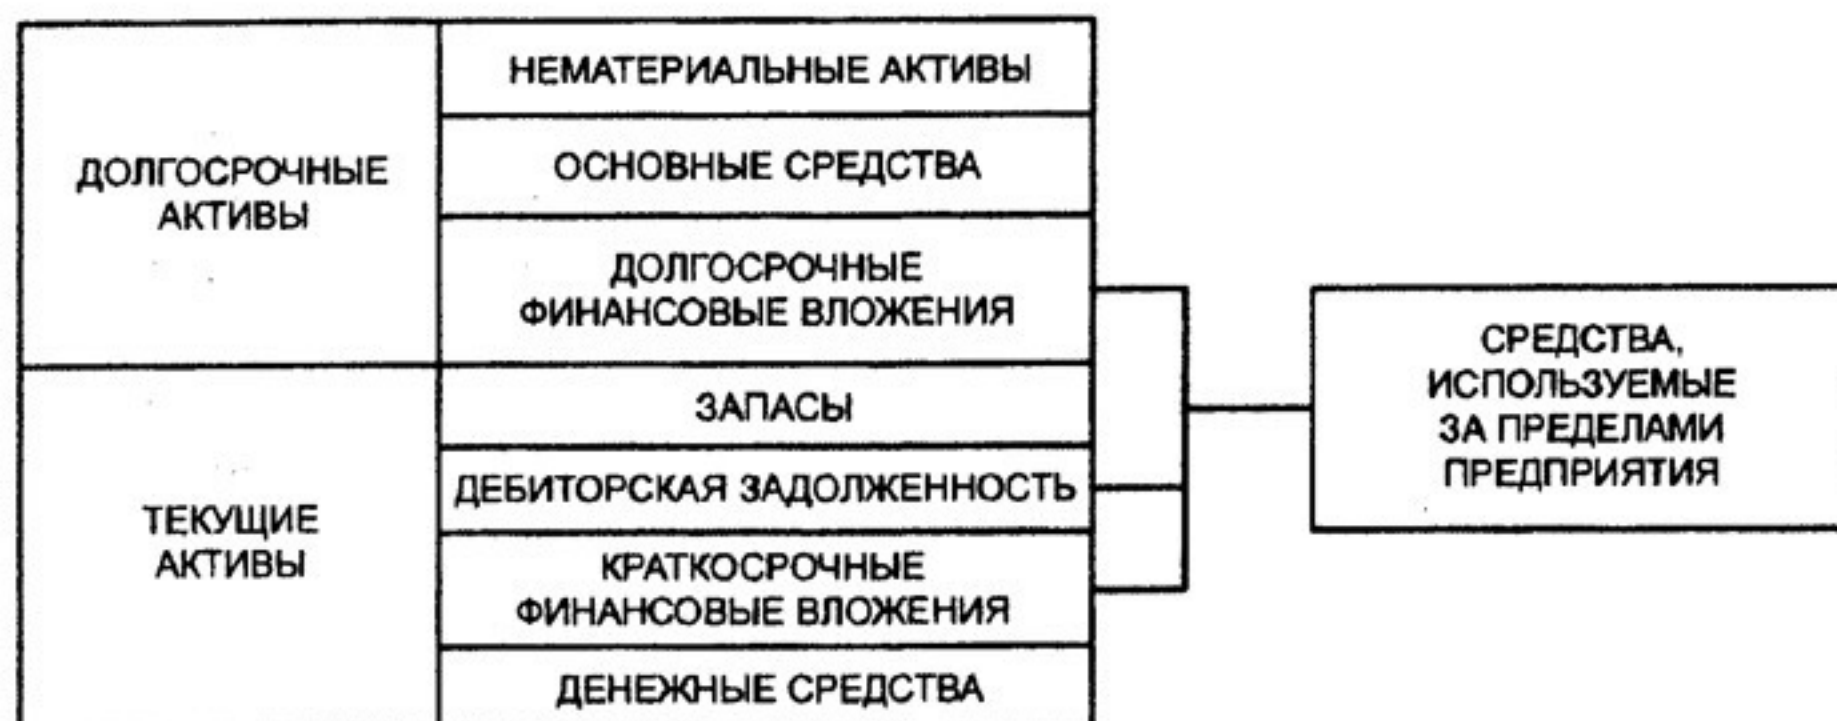 НЕМАТЕРИАЛЬНЫЕ АКТИВЫ
ДОЛГОСРОЧНЫЕ
АКТИВЫ
ОСНОВНЫЕ СРЕДСТВА
ДОЛГОСРОЧНЫЕ
ФИНАНСОВЫЕ ВЛОЖЕНИЯ
ТЕКУЩИЕ
АКТИВЫ
ЗАПАСЫ
ДЕБИТОРСКАЯ ЗАДОЛЖЕННОСТЬ
КРАТКОСРОЧНЫЕ
ФИНАНСОВЫЕ ВЛОЖЕНИЯ
ДЕНЕЖНЫЕ СРЕДСТВА
СРЕДСТВА,
ИСПОЛЬЗУЕМЫЕ
ЗА ПРЕДЕЛАМИ
ПРЕДПРИЯТИЯ